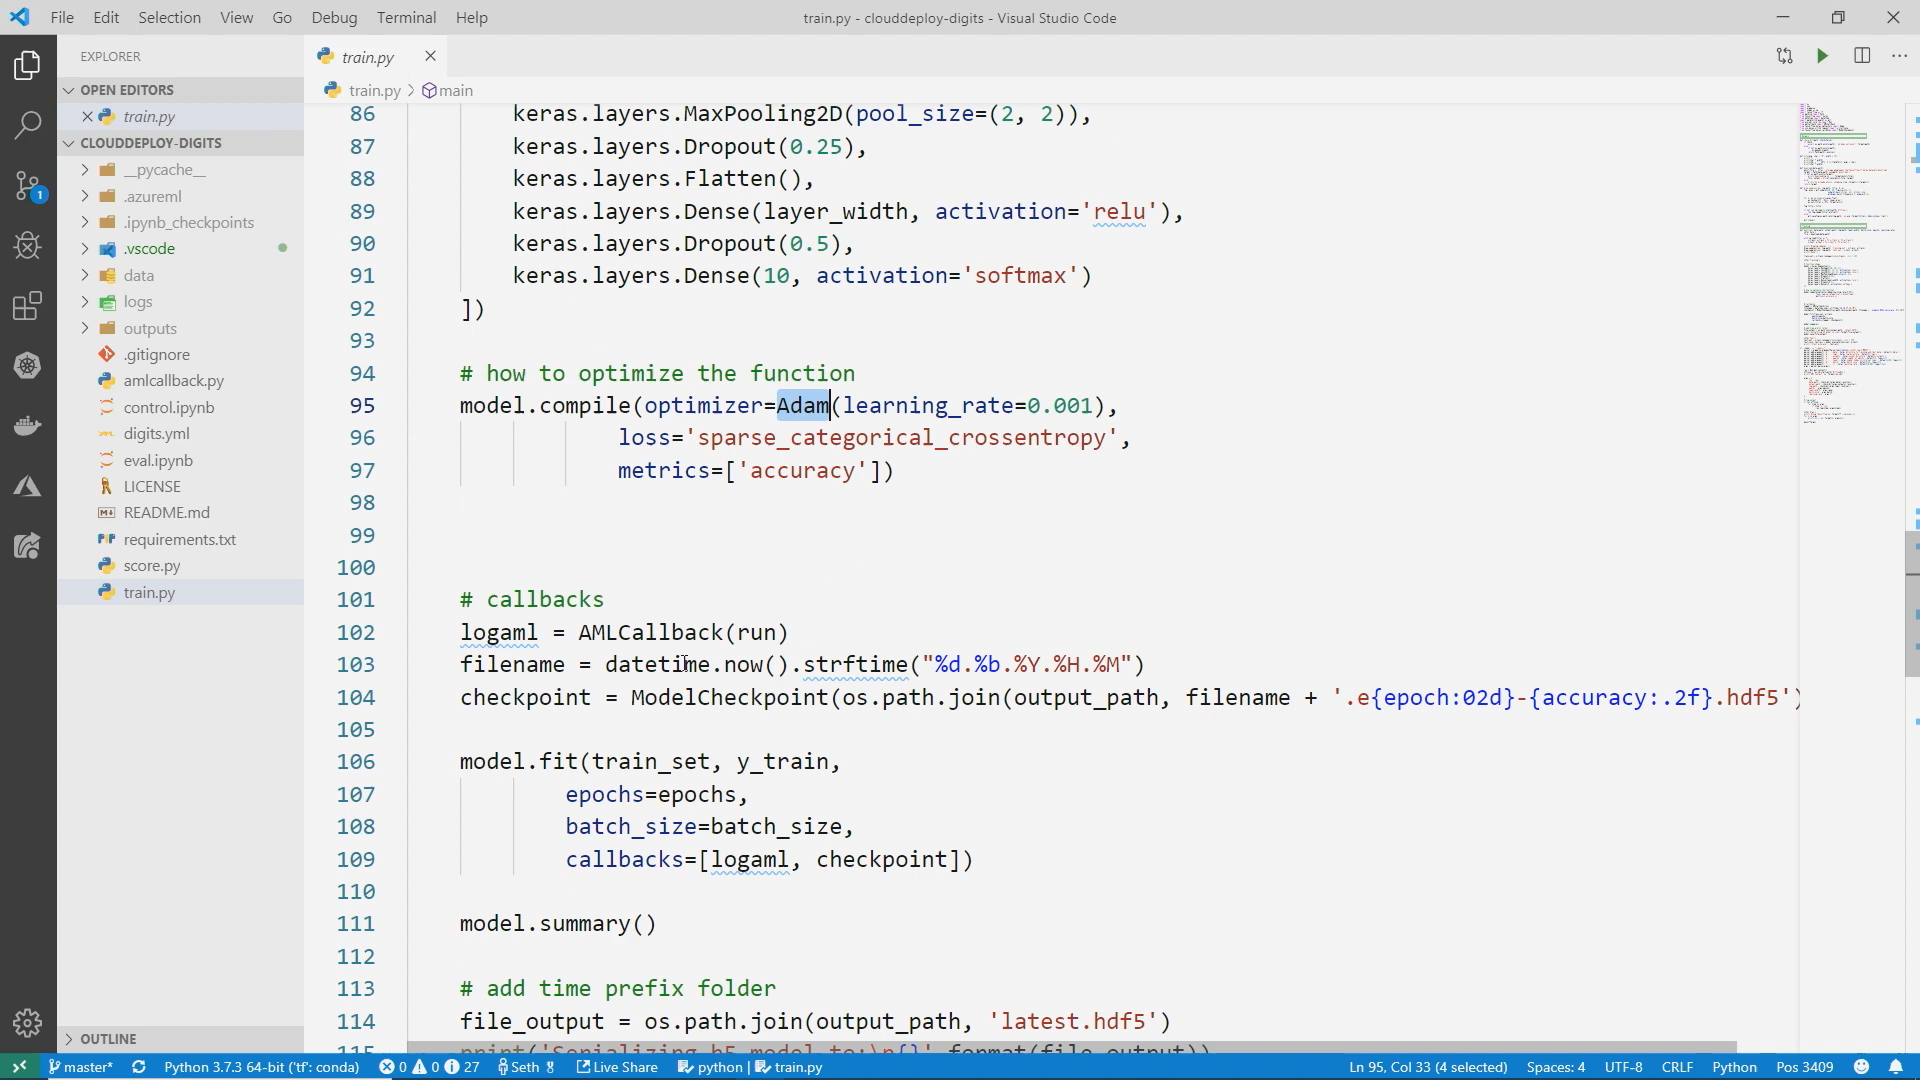 File Edit Selection View Go Debug Terminal Help
train.py - clouddeploy-digits - Visual Studio Code
EXPLORER
OPEN EDITORS
train.py
CLOUDDEPLOY-DIGITS
__pycache__
.azureml
.ipynb_checkpoints
.vscode
data
logs
outputs
.gitignore
amlcallback.py
control.ipynb
digits.yml
eval.ipynb
LICENSE
README.md
requirements.txt
score.py
train.py
OUTLINE
1
train.py
train.py > main
86 keras.layers.MaxPooling2D(pool_size=(2, 2)),
87 keras.layers.Dropout(0.25),
88 keras.layers.Flatten(),
89 keras.layers.Dense(layer_width, activation='relu'),
90 keras.layers.Dropout(0.5),
91 keras.layers.Dense(10, activation='softmax')
92 ])
93
94 # how to optimize the function
95 model.compile(optimizer=Adam(learning_rate=0.001),
96 loss='sparse_categorical_crossentropy',
97 metrics=['accuracy'])
98
99
100
101 # callbacks
102 logaml = AMLCallback(run)
103 filename = datetime.now().strftime("%d.%b.%Y.%H.%M")
104 checkpoint = ModelCheckpoint(os.path.join(output_path, filename + '.e{epoch:02d}-{accuracy:.2f}.hdf5')
105
106 model.fit(train_set, y_train,
107 epochs=epochs,
108 batch_size=batch_size,
109 callbacks=[logaml, checkpoint])
110
111 model.summary()
112
113 # add time prefix folder
114 file_output = os.path.join(output_path, 'latest.hdf5')
115 print('Serializing h5 model to:\n{}'.format(file_output))
master* Python 3.7.3 64-bit ('tf': conda) 0 0 27 Seth Live Share python | train.py Ln 95, Col 33 (4 selected) Spaces: 4 UTF-8 CRLF Python Pos 3409